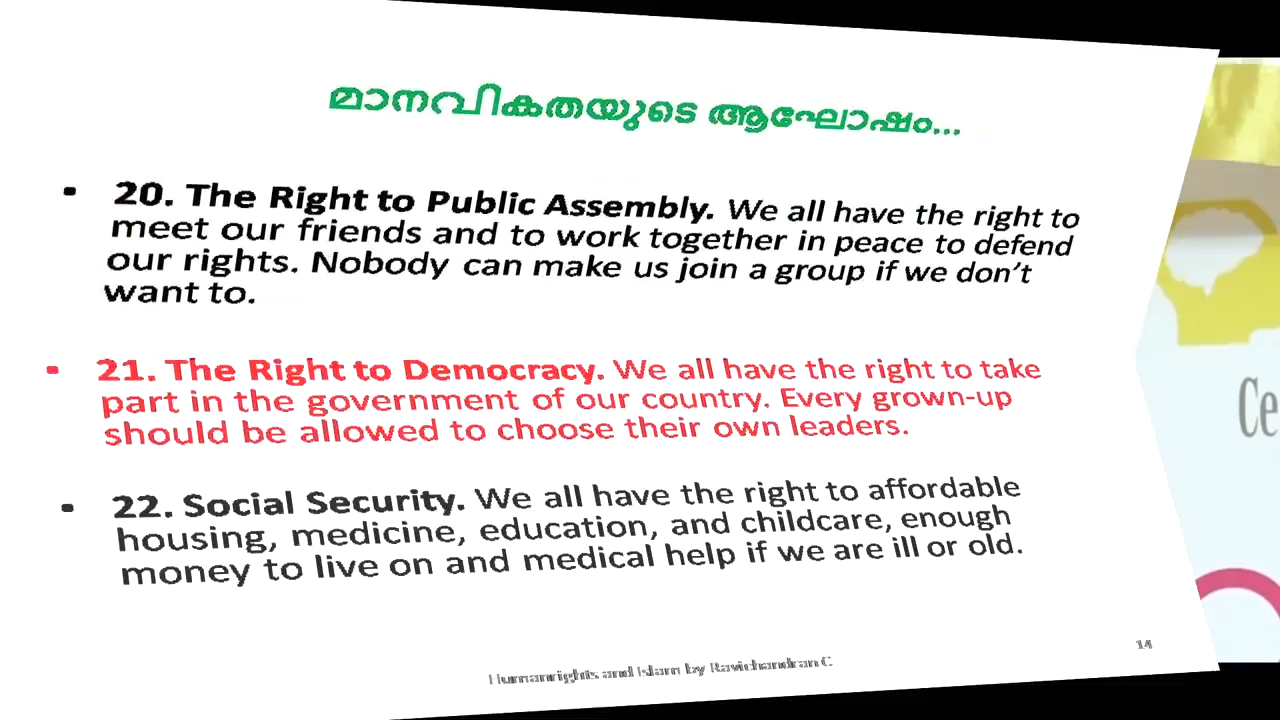 മാനവികതയുടെ ആഘോഷം...
▪ 20. The Right to Public Assembly. We all have the right to
meet our friends and to work together in peace to defend
our rights. Nobody can make us join a group if we don't
want to.
▪ 21. The Right to Democracy. We all have the right to take
part in the government of our country. Every grown-up
should be allowed to choose their own leaders.
▪ 22. Social Security. We all have the right to affordable
housing, medicine, education, and childcare, enough
money to live on and medical help if we are ill or old.
Humanrights and Islam by Ravichandran C
14
Ce